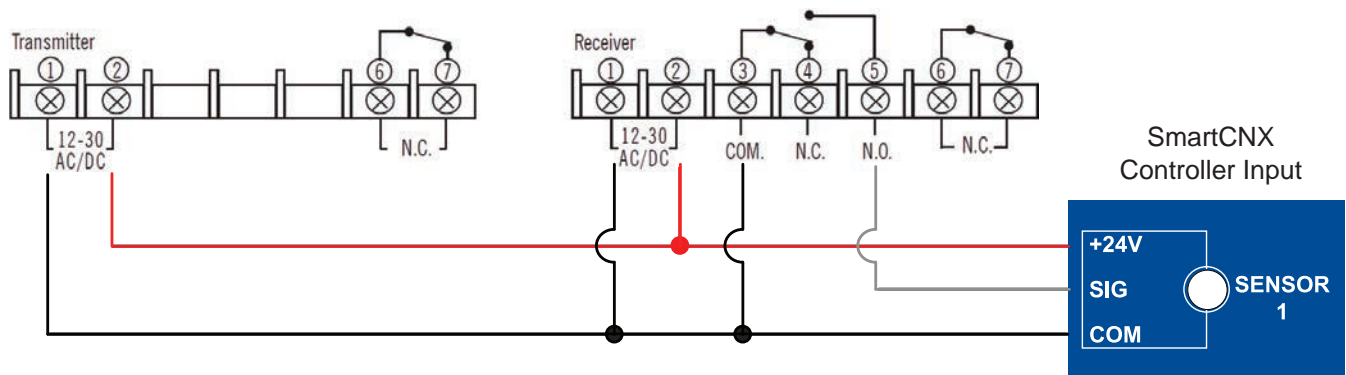 Transmitter
1 2 6 7
12-30
AC/DC
N.C.
Receiver
1 2 3 4 5 6 7
12-30
AC/DC
COM.
N.C.
N.O.
N.C.
SmartCNX
Controller Input
+24V
SIG
COM
SENSOR
1